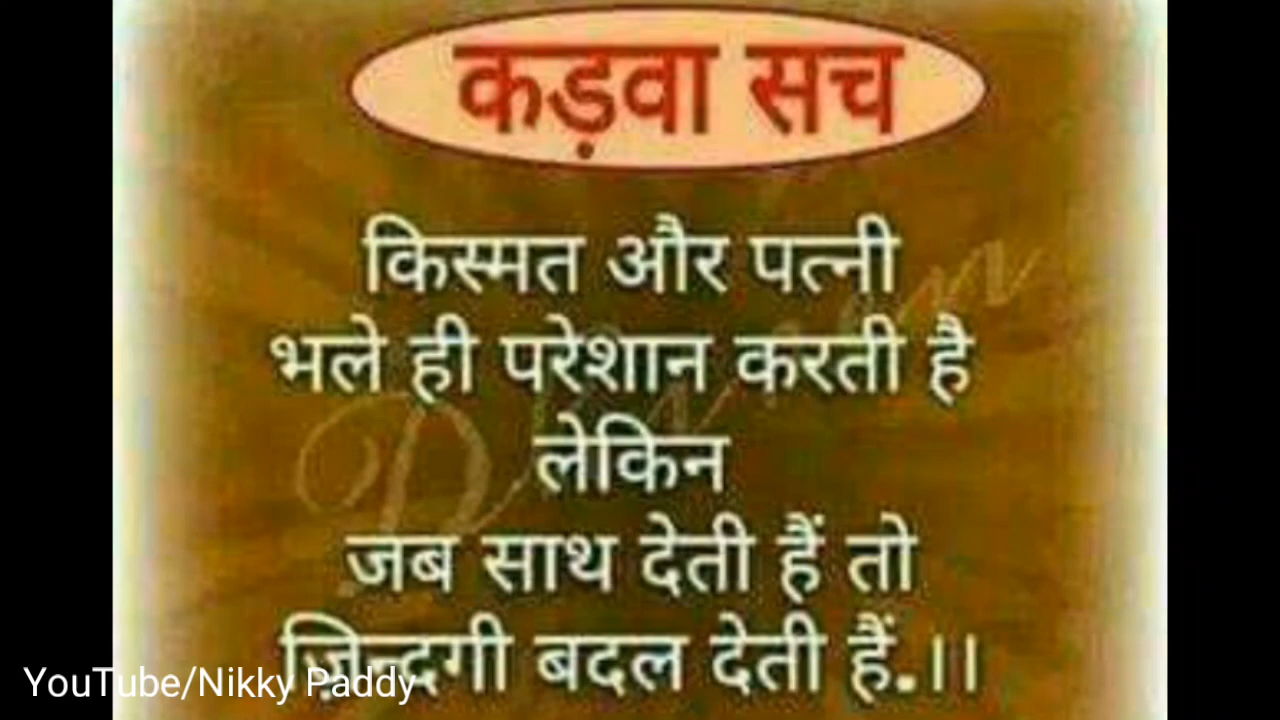 कड़वा सच
किस्मत और पत्नी
भले ही परेशान करती है
लेकिन
जब साथ देती हैं तो
ज़िन्दगी बदल देती हैं.।।
YouTube/Nikky Paddy